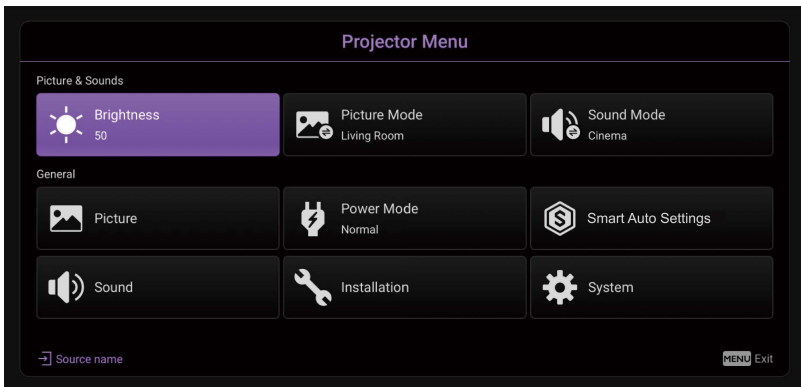 Projector Menu
Picture & Sounds
Brightness
50
Picture Mode
Living Room
Sound Mode
Cinema
General
Picture
Power Mode
Normal
S
Smart Auto Settings
Sound
Installation
System
Source name
MENU Exit